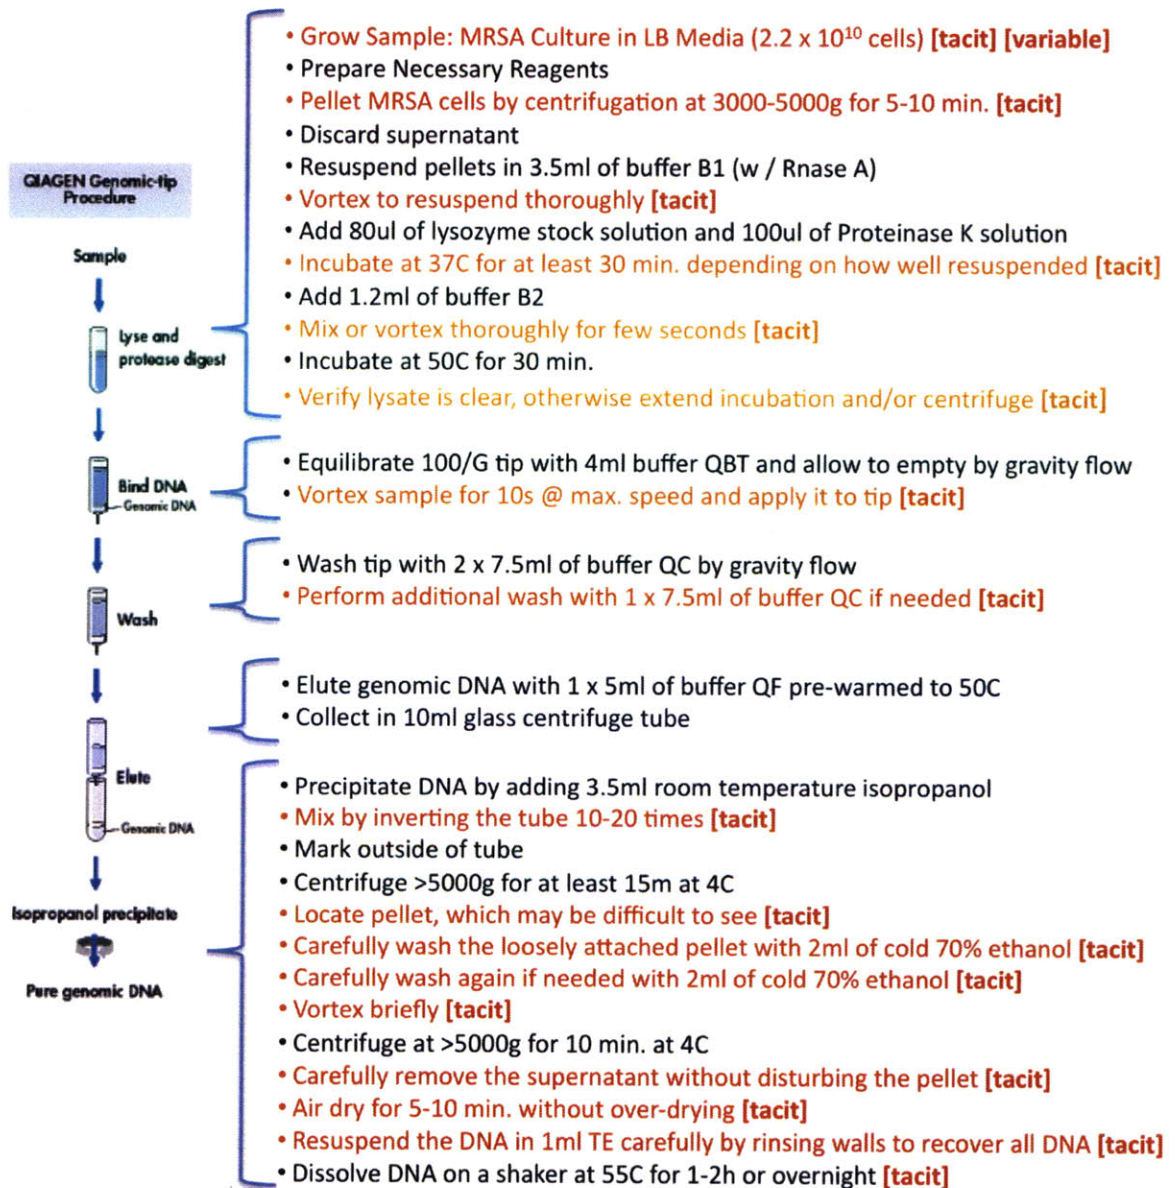 • Grow Sample: MRSA Culture in LB Media (2.2 x 10¹⁰ cells) [tacit] [variable]
• Prepare Necessary Reagents
• Pellet MRSA cells by centrifugation at 3000-5000g for 5-10 min. [tacit]
• Discard supernatant
• Resuspend pellets in 3.5ml of buffer B1 (w / Rnase A)
• Vortex to resuspend thoroughly [tacit]
• Add 80ul of lysozyme stock solution and 100ul of Proteinase K solution
• Incubate at 37C for at least 30 min. depending on how well resuspended [tacit]
• Add 1.2ml of buffer B2
• Mix or vortex thoroughly for few seconds [tacit]
• Incubate at 50C for 30 min.
• Verify lysate is clear, otherwise extend incubation and/or centrifuge [tacit]
• Equilibrate 100/G tip with 4ml buffer QBT and allow to empty by gravity flow
• Vortex sample for 10s @ max. speed and apply it to tip [tacit]
• Wash tip with 2 x 7.5ml of buffer QC by gravity flow
• Perform additional wash with 1 x 7.5ml of buffer QC if needed [tacit]
• Elute genomic DNA with 1 x 5ml of buffer QF pre-warmed to 50C
• Collect in 10ml glass centrifuge tube
• Precipitate DNA by adding 3.5ml room temperature isopropanol
• Mix by inverting the tube 10-20 times [tacit]
• Mark outside of tube
• Centrifuge >5000g for at least 15m at 4C
• Locate pellet, which may be difficult to see [tacit]
• Carefully wash the loosely attached pellet with 2ml of cold 70% ethanol [tacit]
• Carefully wash again if needed with 2ml of cold 70% ethanol [tacit]
• Vortex briefly [tacit]
• Centrifuge at >5000g for 10 min. at 4C
• Carefully remove the supernatant without disturbing the pellet [tacit]
• Air dry for 5-10 min. without over-drying [tacit]
• Resuspend the DNA in 1ml TE carefully by rinsing walls to recover all DNA [tacit]
• Dissolve DNA on a shaker at 55C for 1-2h or overnight [tacit]
QIAGEN Genomic-tip
Procedure
Sample
Lyse and
protease digest
Bind DNA
Genomic DNA
Wash
Elute
Genomic DNA
Isopropanol precipitate
Pure genomic DNA